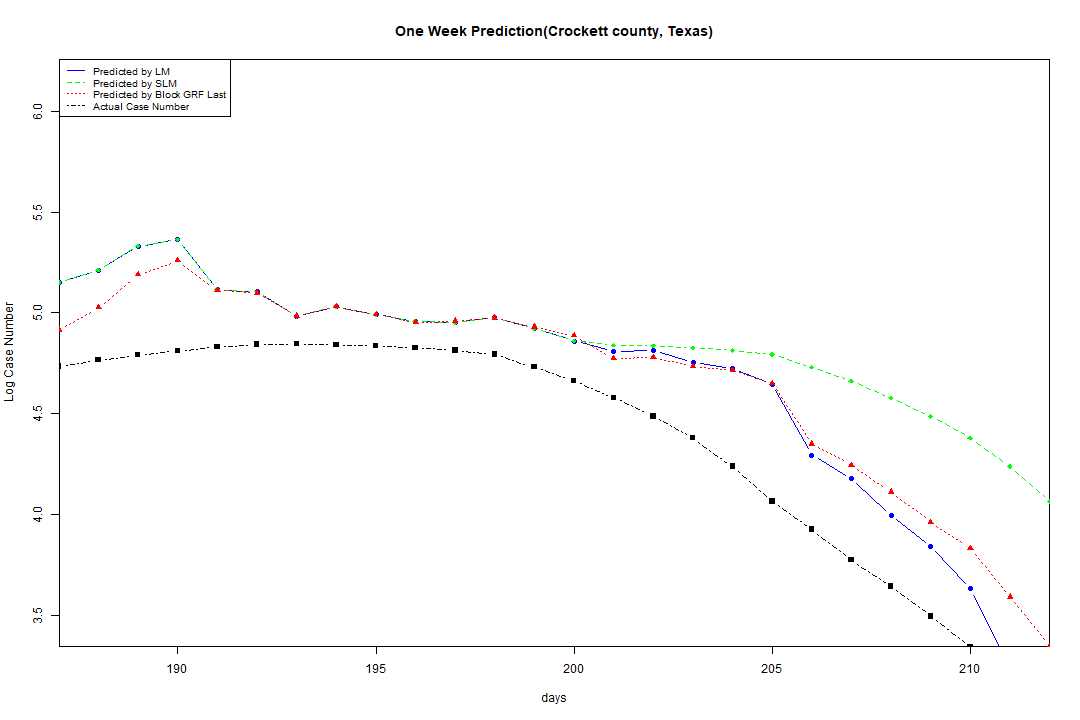 One Week Prediction(Crockett county, Texas)
Predicted by LM
Predicted by SLM
Predicted by Block GRF Last
Actual Case Number
6.0
5.5
5.0
4.5
4.0
3.5
Log Case Number
190 195 200 205 210
days